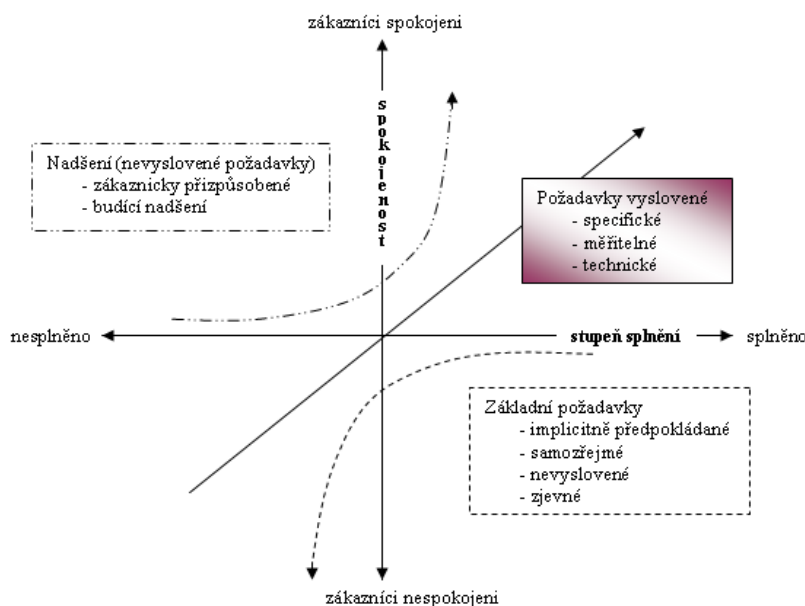 zákazníci spokojeni
spokojenost
Nadšení (nevyslovené požadavky)
- zákaznicky přizpůsobené
- budící nadšení
Požadavky vyslovené
- specifické
- měřitelné
- technické
nesplněno
stupeň splnění
splněno
Základní požadavky
- implicitně předpokládané
- samozřejmé
- nevyslovené
- zjevné
zákazníci nespokojeni